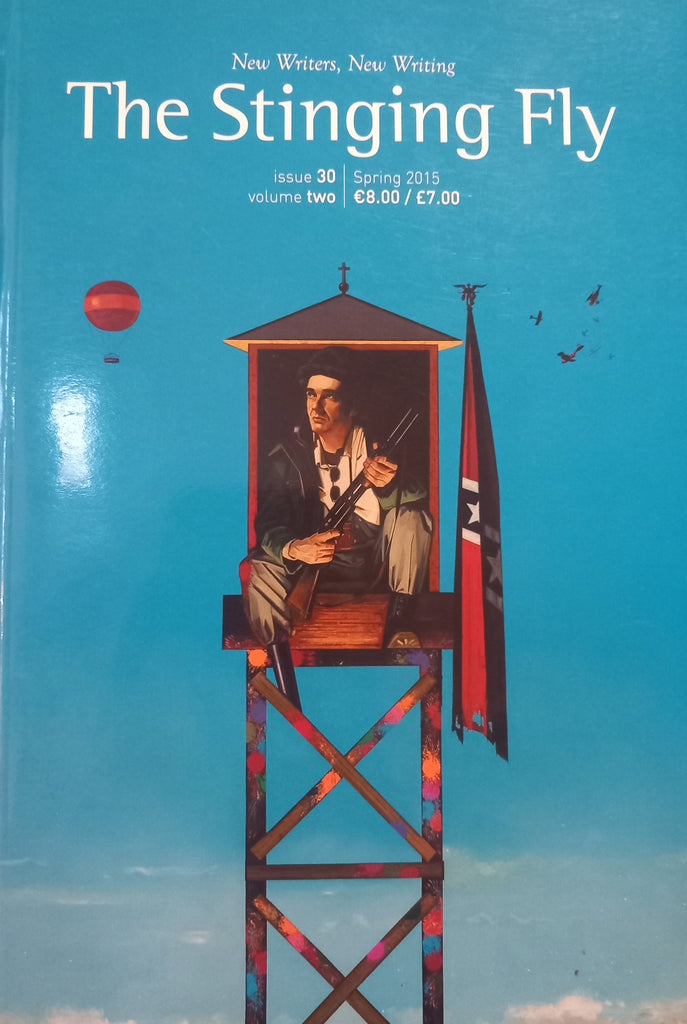 New Writers, New Writing
The Stinging Fly
issue 30 | Spring 2015
volume two | €8.00 / £7.00